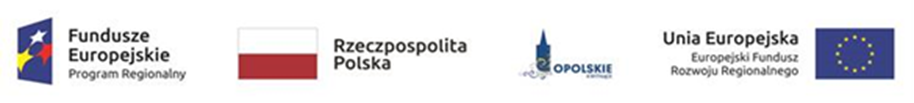 Fundusze
Europejskie
Program Regionalny
Rzeczpospolita
Polska
OPOLSKIE
Unia Europejska
Europejski Fundusz
Rozwoju Regionalnego